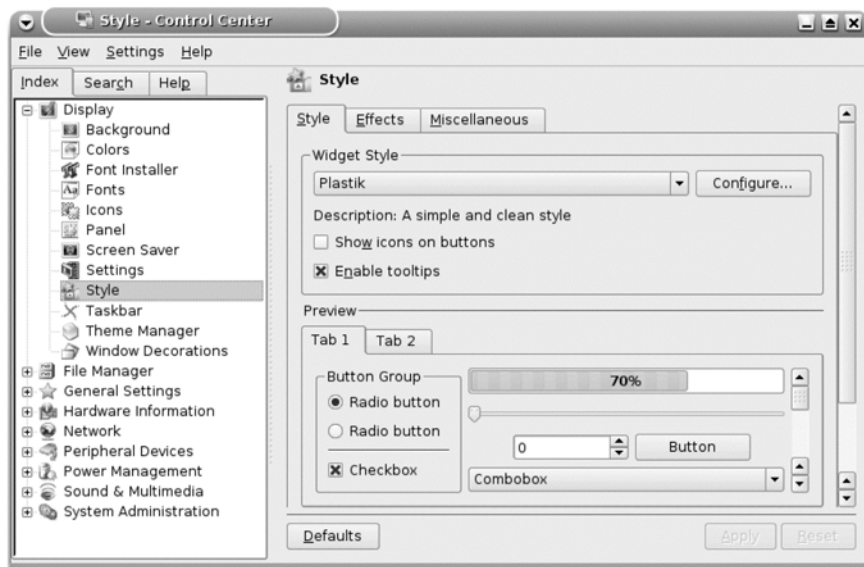 Style - Control Center
File View Settings Help
Index Search Help
Display
Background
Colors
Font Installer
Fonts
Icons
Panel
Screen Saver
Settings
Style
Taskbar
Theme Manager
Window Decorations
File Manager
General Settings
Hardware Information
Network
Peripheral Devices
Power Management
Sound & Multimedia
System Administration
Style
Style Effects Miscellaneous
Widget Style
Plastik Configure...
Description: A simple and clean style
Show icons on buttons
Enable tooltips
Preview
Tab 1 Tab 2
Button Group
Radio button
Radio button
Checkbox
70%
0 Button
Combobox
Defaults Apply Reset